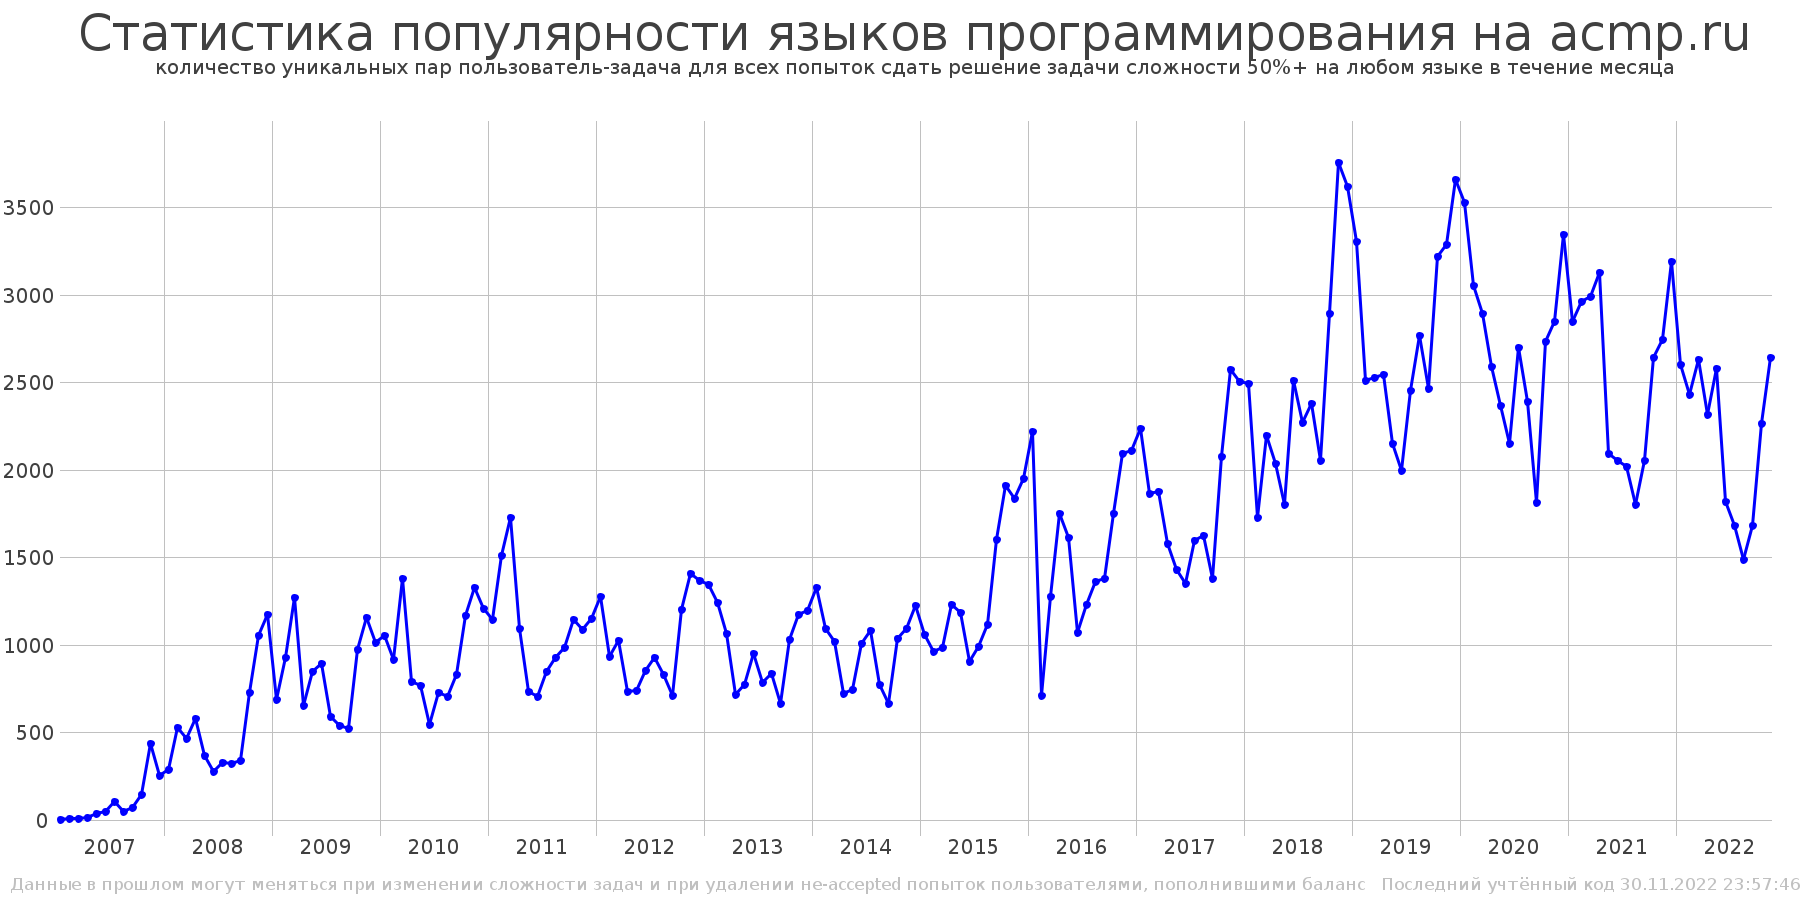 Статистика популярности языков программирования на acmp.ru
количество уникальных пар пользователь-задача для всех попыток сдать решение задачи сложности 50%+ на любом языке в течение месяца
3500
3000
2500
2000
1500
1000
500
0
2007 2008 2009 2010 2011 2012 2013 2014 2015 2016 2017 2018 2019 2020 2021 2022
Данные в прошлом могут меняться при изменении сложности задач и при удалении не-accepted попыток пользователями, пополнившими баланс Последний учтённый код 30.11.2022 23:57:46